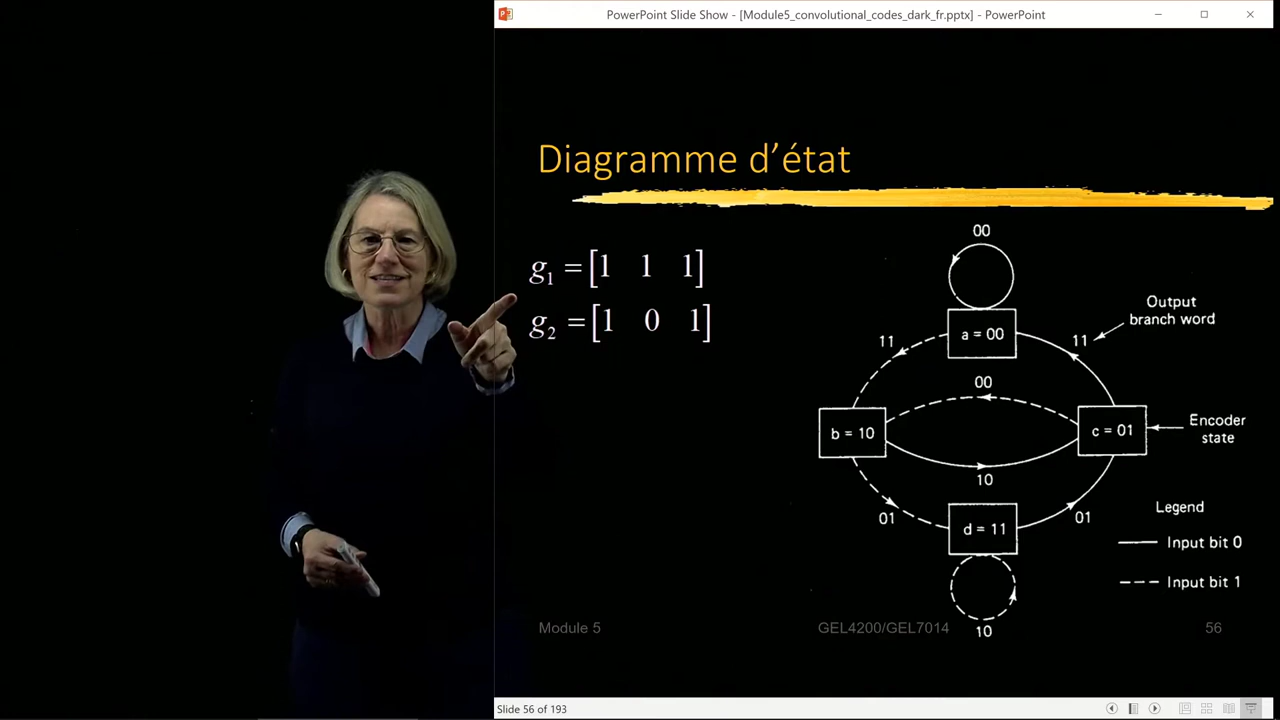 PowerPoint Slide Show - [Module5_convolutional_codes_dark_fr.pptx] - PowerPoint
Diagramme d'état
g1 = [1 1 1]
g2 = [1 0 1]
00
a = 00
11
11
Output
branch word
00
b = 10
c = 01
Encoder
state
10
01
d = 11
01
10
Legend
Input bit 0
Input bit 1
Module 5
GEL4200/GEL7014
56
Slide 56 of 193